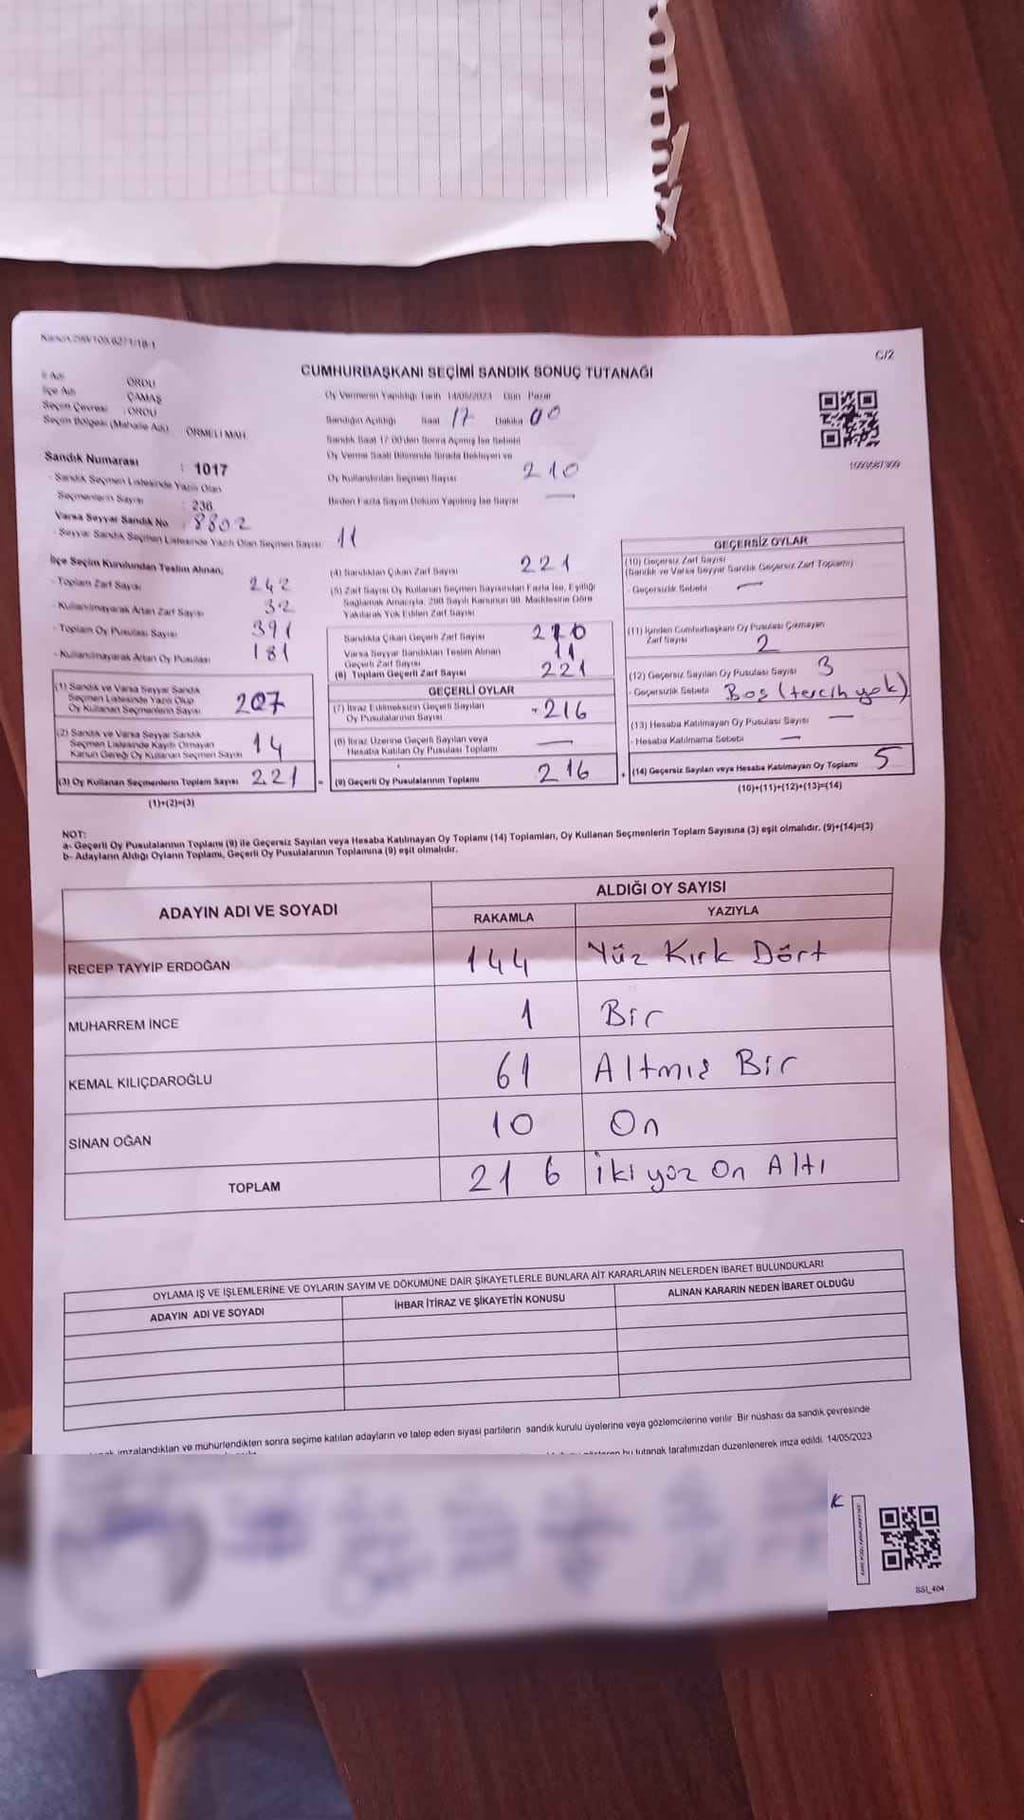 C/2
CUMHURBAŞKANI SEÇİMİ SANDIK SONUÇ TUTANAĞI
İl Adı ORDU
İlçe Adı ÇAMAŞ
Seçim Çevresi : ORDU
Seçim Bölgesi (Mahalle Adı) ÖRMELİ MAH.
Sandık Numarası : 1017
- Sandık Seçmen Listesinde Yazılı Olan
Seçmenlerin Sayısı : 236
Varsa Seyyar Sandık No : 8802
- Seyyar Sandık Seçmen Listesinde Yazılı Olan Seçmen Sayısı 11
Oy Vermenin Yapıldığı Tarih 14/05/2023 Gün Pazar
Sandığın Açıldığı Saat 17 Dakika 00
Sandık Saat 17:00'den Sonra Açılmış İse Sebebi
Oy Verme Saati Bitiminde Sırada Bekleyen ve
Oy Kullandırılan Seçmen Sayısı 210
Birden Fazla Sayım Döküm Yapılmış İse Sayısı —
İlçe Seçim Kurulundan Teslim Alınan;
- Toplam Zarf Sayısı 242
- Kullanılmayarak Artan Zarf Sayısı 32
- Toplam Oy Pusulası Sayısı 391
- Kullanılmayarak Artan Oy Pusulası 181
(1) Sandık ve Varsa Seyyar Sandık
Seçmen Listesinde Yazılı Olup
Oy Kullanan Seçmenlerin Sayısı 207
(2) Sandık ve Varsa Seyyar Sandık
Seçmen Listesinde Kayıtlı Olmayan
Kanun Gereği Oy Kullanan Seçmen Sayısı 14
(3) Oy Kullanan Seçmenlerin Toplam Sayısı 221
(1)+(2)=(3)
(4) Sandıktan Çıkan Zarf Sayısı 221
(5) Zarf Sayısı Oy Kullanan Seçmen Sayısından Fazla İse, Eşitliği
Sağlamak Amacıyla, 298 Sayılı Kanunun 98. Maddesine Göre
Yakılarak Yok Edilen Zarf Sayısı
Sandıkta Çıkan Geçerli Zarf Sayısı 210
Varsa Seyyar Sandıktan Teslim Alınan
Geçerli Zarf Sayısı 11
(6) Toplam Geçerli Zarf Sayısı 221
GEÇERLİ OYLAR
(7) İtiraz Edilmeksizin Geçerli Sayılan
Oy Pusulalarının Sayısı -216
(8) İtiraz Üzerine Geçerli Sayılan veya
Hesaba Katılan Oy Pusulası Toplamı —
(9) Geçerli Oy Pusulalarının Toplamı 216
GEÇERSİZ OYLAR
(10) Geçersiz Zarf Sayısı
(Sandık ve Varsa Seyyar Sandık Geçersiz Zarf Toplamı)
- Geçersizlik Sebebi —
(11) İçinden Cumhurbaşkanı Oy Pusulası Çıkmayan
Zarf Sayısı 2
(12) Geçersiz Sayılan Oy Pusulası Sayısı 3
- Geçersizlik Sebebi Boş (tercih yok)
(13) Hesaba Katılmayan Oy Pusulası Sayısı —
- Hesaba Katılmama Sebebi —
(14) Geçersiz Sayılan veya Hesaba Katılmayan Oy Toplamı 5
(10)+(11)+(12)+(13)=(14)
NOT:
a- Geçerli Oy Pusulalarının Toplamı (9) ile Geçersiz Sayılan veya Hesaba Katılmayan Oy Toplamı (14) Toplamları, Oy Kullanan Seçmenlerin Toplam Sayısına (3) eşit olmalıdır. (9)+(14)=(3)
b- Adayların Aldığı Oyların Toplamı, Geçerli Oy Pusulalarının Toplamına (9) eşit olmalıdır.
ADAYIN ADI VE SOYADI ALDIĞI OY SAYISI
RAKAMLA YAZIYLA
RECEP TAYYİP ERDOĞAN 144 Yüz Kırk Dört
MUHARREM İNCE 1 Bir
KEMAL KILIÇDAROĞLU 61 Altmış Bir
SİNAN OĞAN 10 On
TOPLAM 216 İki yüz On Altı
OYLAMA İŞ VE İŞLEMLERİNE VE OYLARIN SAYIM VE DÖKÜMÜNE DAİR ŞİKAYETLERLE BUNLARA AİT KARARLARIN NELERDEN İBARET BULUNDUKLARI
ADAYIN ADI VE SOYADI İHBAR İTİRAZ VE ŞİKAYETİN KONUSU ALINAN KARARIN NEDEN İBARET OLDUĞU
imzalandıktan ve mühürlendikten sonra seçime katılan adayların ve talep eden siyasi partilerin sandık kurulu üyelerine veya gözlemcilerine verilir. Bir nüshası da sandık çevresinde
bu tutanak tarafımızdan düzenlenerek imza edildi. 14/05/2023
K
SSI_404